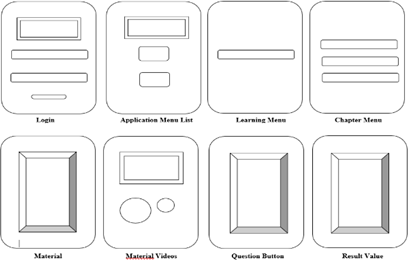 Login
Application Menu List
Learning Menu
Chapter Menu
Material
Material Videos
Question Button
Result Value